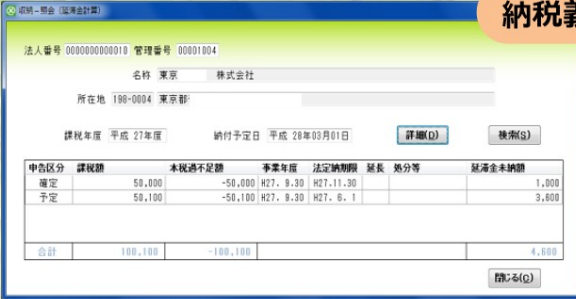 収納－照会（延滞金計算）
納税義
法人番号 0000000000010 管理番号 00001004
名称 東京 株式会社
所在地 198-0004 東京都
課税年度 平成 27年度 納付予定日 平成 28年03月01日 詳細(D) 検索(S)
申告区分 課税額 本税過不足額 事業年度 法定納期限 延長 処分等 延滞金未納額
確定 50,000 -50,000 H27. 9.30 H27.11.30 1,000
予定 50,100 -50,100 H27. 9.30 H27. 6. 1 3,600
合計 100,100 -100,100 4,600
閉じる(C)